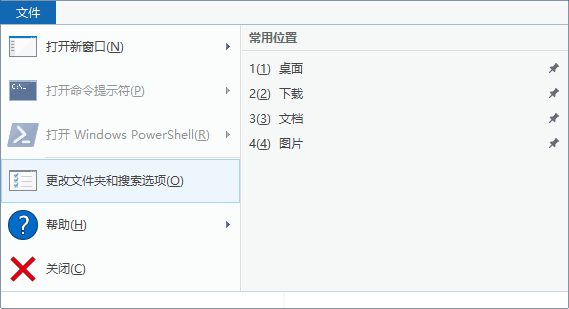 文件
打开新窗口(N)
打开命令提示符(P)
打开 Windows PowerShell(R)
更改文件夹和搜索选项(O)
帮助(H)
关闭(C)
常用位置
1(1) 桌面
2(2) 下载
3(3) 文档
4(4) 图片